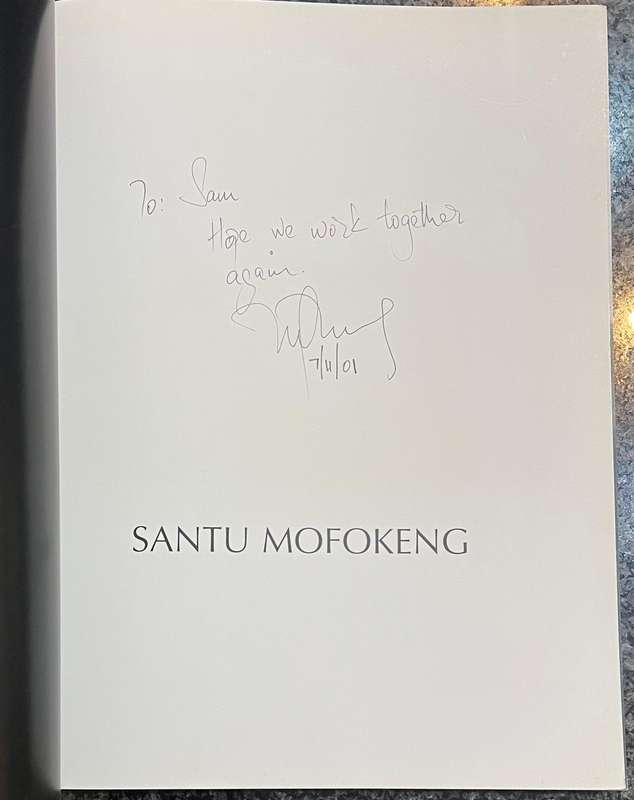 To: Sam
Hope we work together
again.
7/11/01
SANTU MOFOKENG